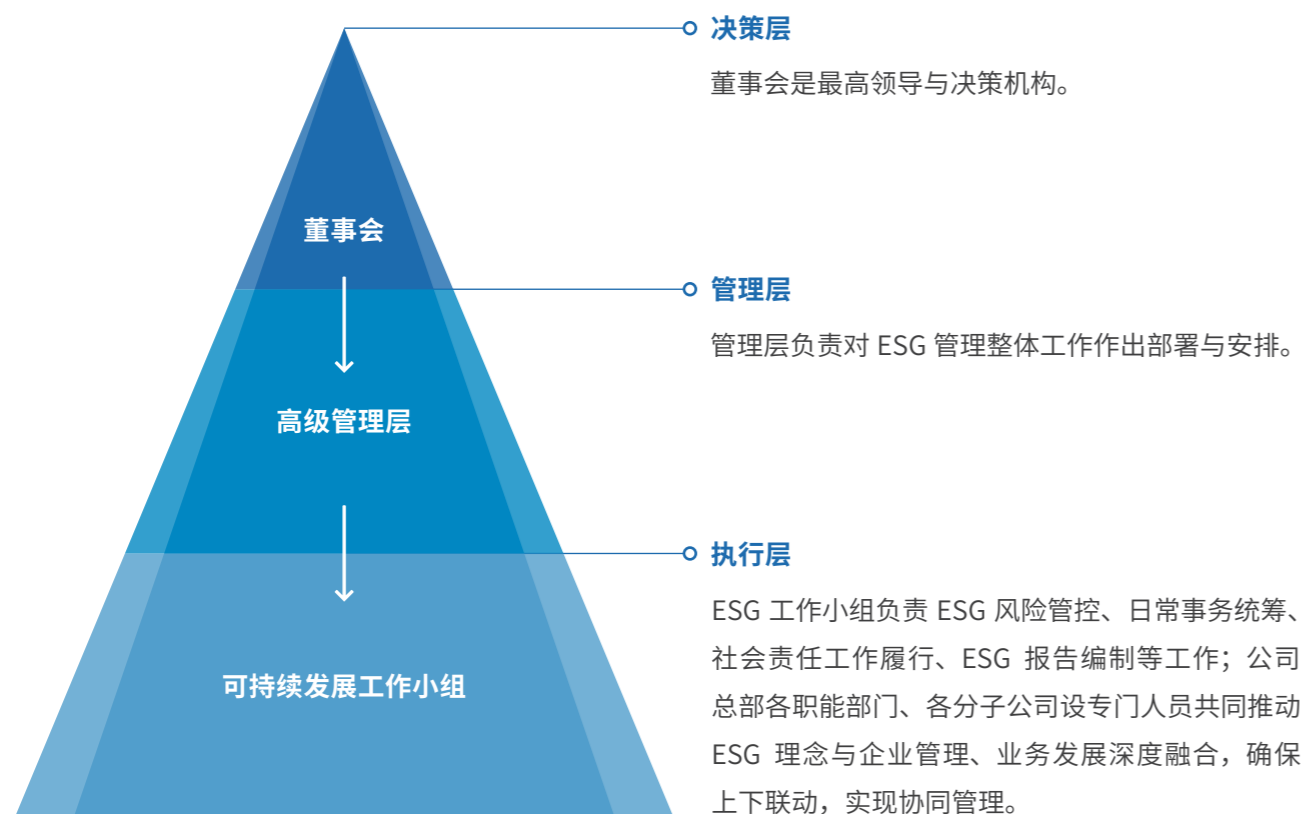 决策层
董事会是最高领导与决策机构。
董事会
管理层
管理层负责对 ESG 管理整体工作作出部署与安排。
高级管理层
执行层
ESG 工作小组负责 ESG 风险管控、日常事务统筹、
社会责任工作履行、ESG 报告编制等工作；公司
总部各职能部门、各分子公司设专门人员共同推动
ESG 理念与企业管理、业务发展深度融合，确保
上下联动，实现协同管理。
可持续发展工作小组